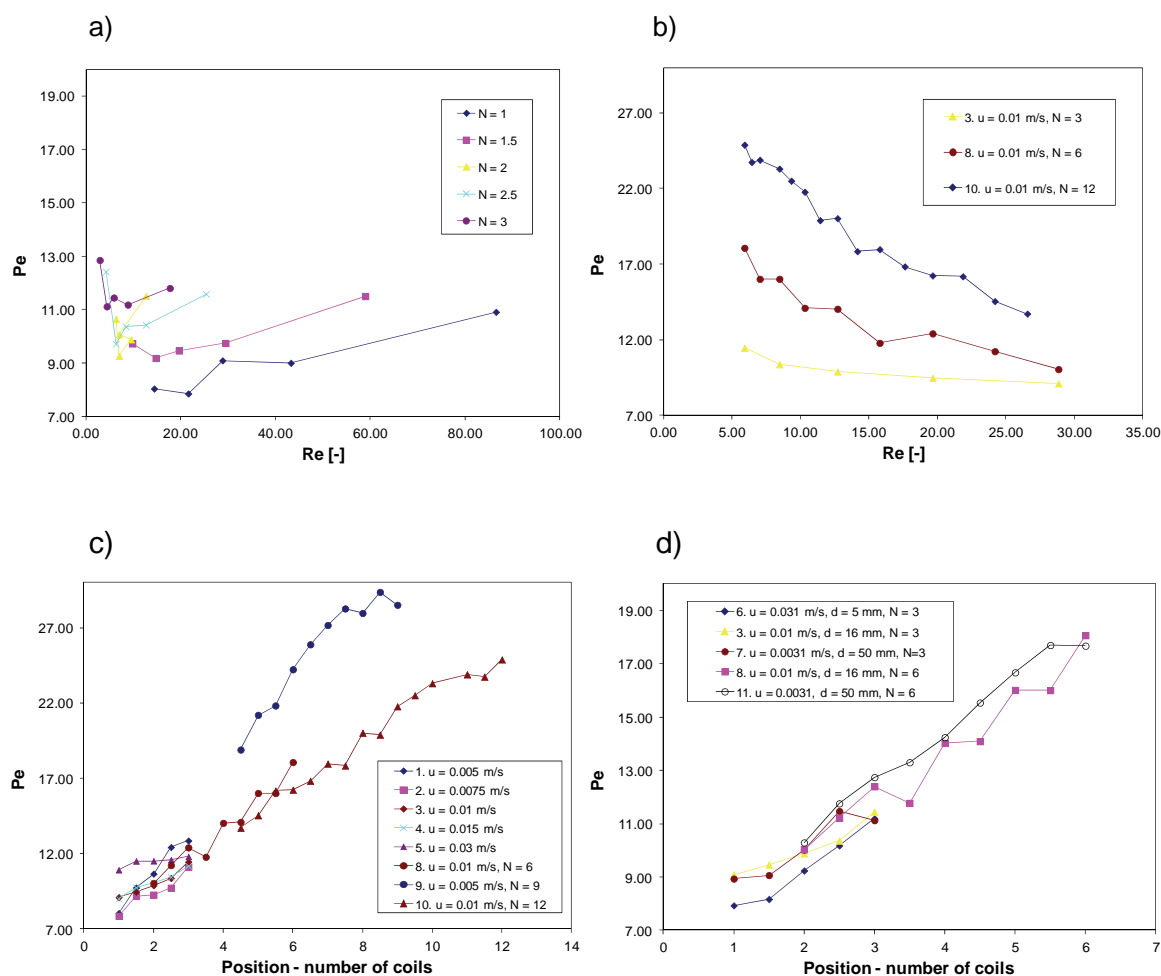 a)
19.00
17.00
15.00
13.00
11.00
9.00
7.00
Pe
0.00 20.00 40.00 60.00 80.00 100.00
Re [-]
N = 1
N = 1.5
N = 2
N = 2.5
N = 3
b)
27.00
22.00
17.00
12.00
7.00
Pe
0.00 5.00 10.00 15.00 20.00 25.00 30.00 35.00
Re [-]
3. u = 0.01 m/s, N = 3
8. u = 0.01 m/s, N = 6
10. u = 0.01 m/s, N = 12
c)
27.00
22.00
17.00
12.00
7.00
Pe
0 2 4 6 8 10 12 14
Position - number of coils
1. u = 0.005 m/s
2. u = 0.0075 m/s
3. u = 0.01 m/s
4. u = 0.015 m/s
5. u = 0.03 m/s
8. u = 0.01 m/s, N = 6
9. u = 0.005 m/s, N = 9
10. u = 0.01 m/s, N = 12
d)
19.00
17.00
15.00
13.00
11.00
9.00
7.00
Pe
0 1 2 3 4 5 6 7
Position - number of coils
6. u = 0.031 m/s, d = 5 mm, N = 3
3. u = 0.01 m/s, d = 16 mm, N = 3
7. u = 0.0031 m/s, d = 50 mm, N=3
8. u = 0.01 m/s, d = 16 mm, N = 6
11. u = 0.0031, d = 50 mm, N = 6